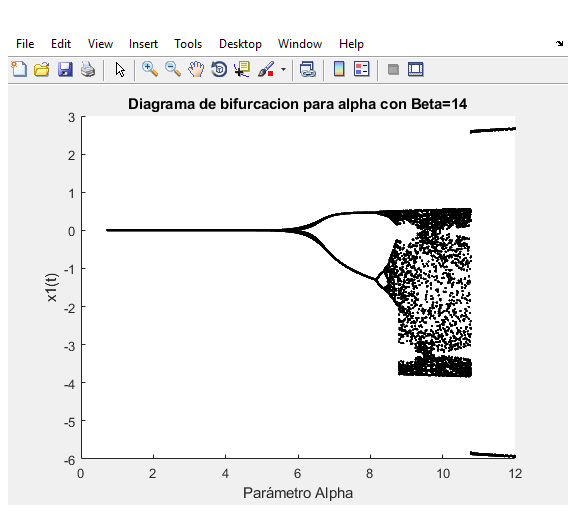 File Edit View Insert Tools Desktop Window Help
Diagrama de bifurcacion para alpha con Beta=14
3
2
1
0
-1
-2
-3
-4
-5
-6
x1(t)
0 2 4 6 8 10 12
Parámetro Alpha